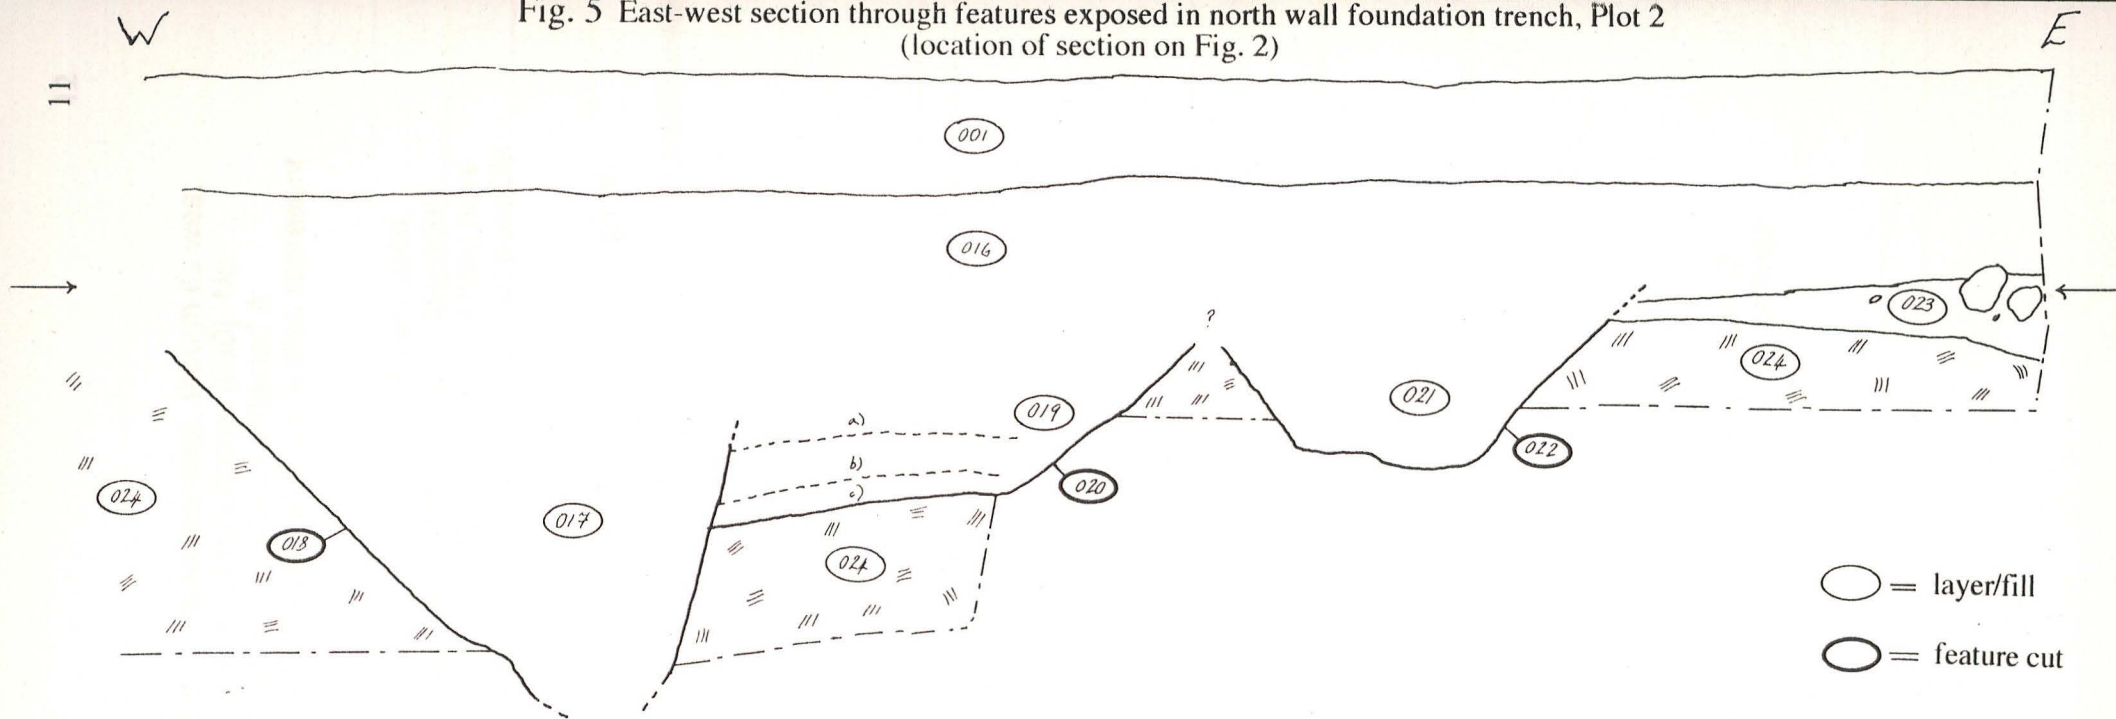 Fig. 5 East-west section through features exposed in north wall foundation trench, Plot 2
(location of section on Fig. 2)
W
E
11
001
016
023
?
024
019
021
a)
b)
c)
022
020
024
017
018
024
= layer/fill
= feature cut